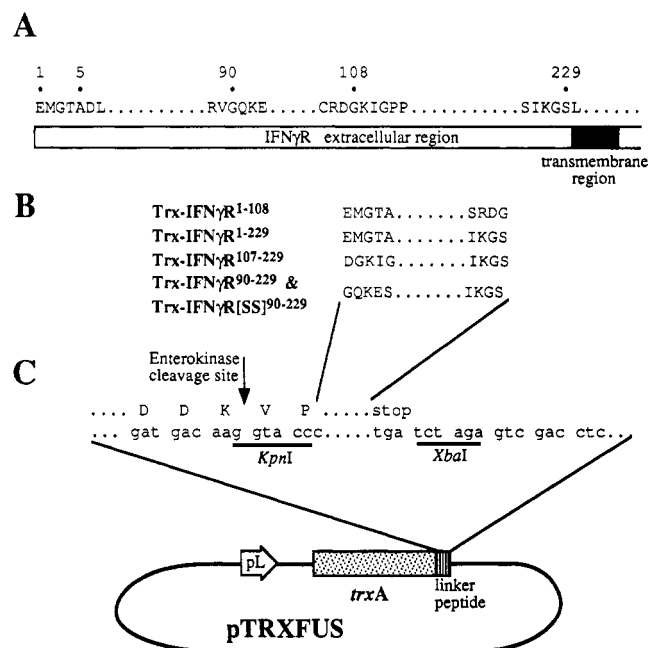 A
1 5 90 108 229
EMGTADL..........RVGQKE.....CRDGKIGPP...........SIKGSL......
IFNγR extracellular region
transmembrane
region
B
Trx-IFNγR1-108 EMGTA.......SRDG
Trx-IFNγR1-229 EMGTA.......IKGS
Trx-IFNγR107-229 DGKIG.......IKGS
Trx-IFNγR90-229 &
Trx-IFNγR[SS]90-229 GQKES.......IKGS
C
Enterokinase
cleavage site
.... D D K V P .....stop
... gat gac aag gta ccc.....tga tct aga gtc gac ctc...
KpnI XbaI
pL
trxA
linker
peptide
pTRXFUS